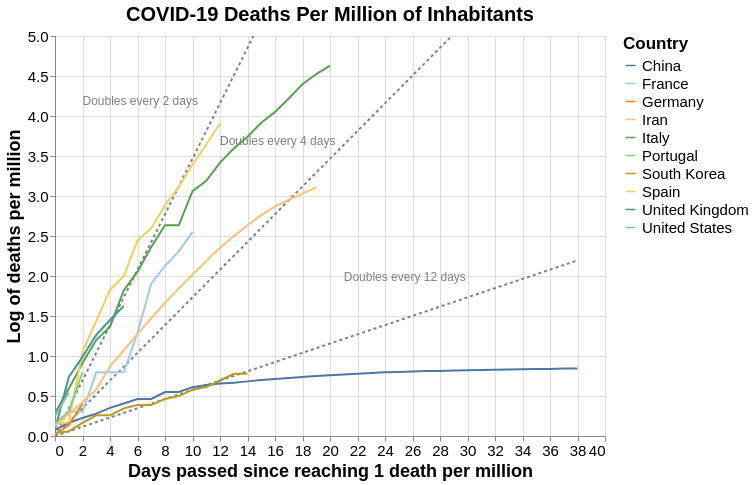 COVID-19 Deaths Per Million of Inhabitants
Log of deaths per million
5.0
4.5
4.0
3.5
3.0
2.5
2.0
1.5
1.0
0.5
0.0
Doubles every 2 days
Doubles every 4 days
Doubles every 12 days
0 2 4 6 8 10 12 14 16 18 20 22 24 26 28 30 32 34 36 38 40
Days passed since reaching 1 death per million
Country
China
France
Germany
Iran
Italy
Portugal
South Korea
Spain
United Kingdom
United States